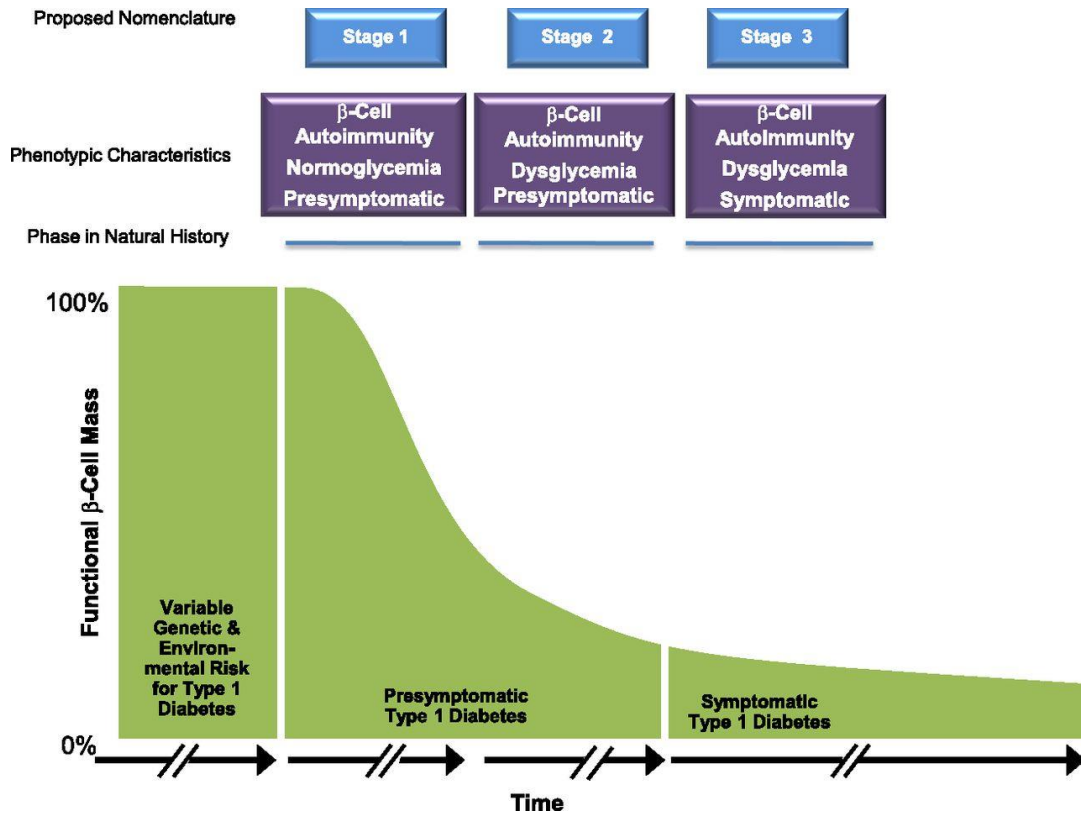 Proposed Nomenclature
Stage 1
Stage 2
Stage 3
Phenotypic Characteristics
β-Cell
Autoimmunity
Normoglycemia
Presymptomatic
β-Cell
Autoimmunity
Dysglycemia
Presymptomatic
β-Cell
Autoimmunity
Dysglycemia
Symptomatic
Phase in Natural History
100%
Functional β-Cell Mass
0%
Variable
Genetic &
Environ-
mental Risk
for Type 1
Diabetes
Presymptomatic
Type 1 Diabetes
Symptomatic
Type 1 Diabetes
Time